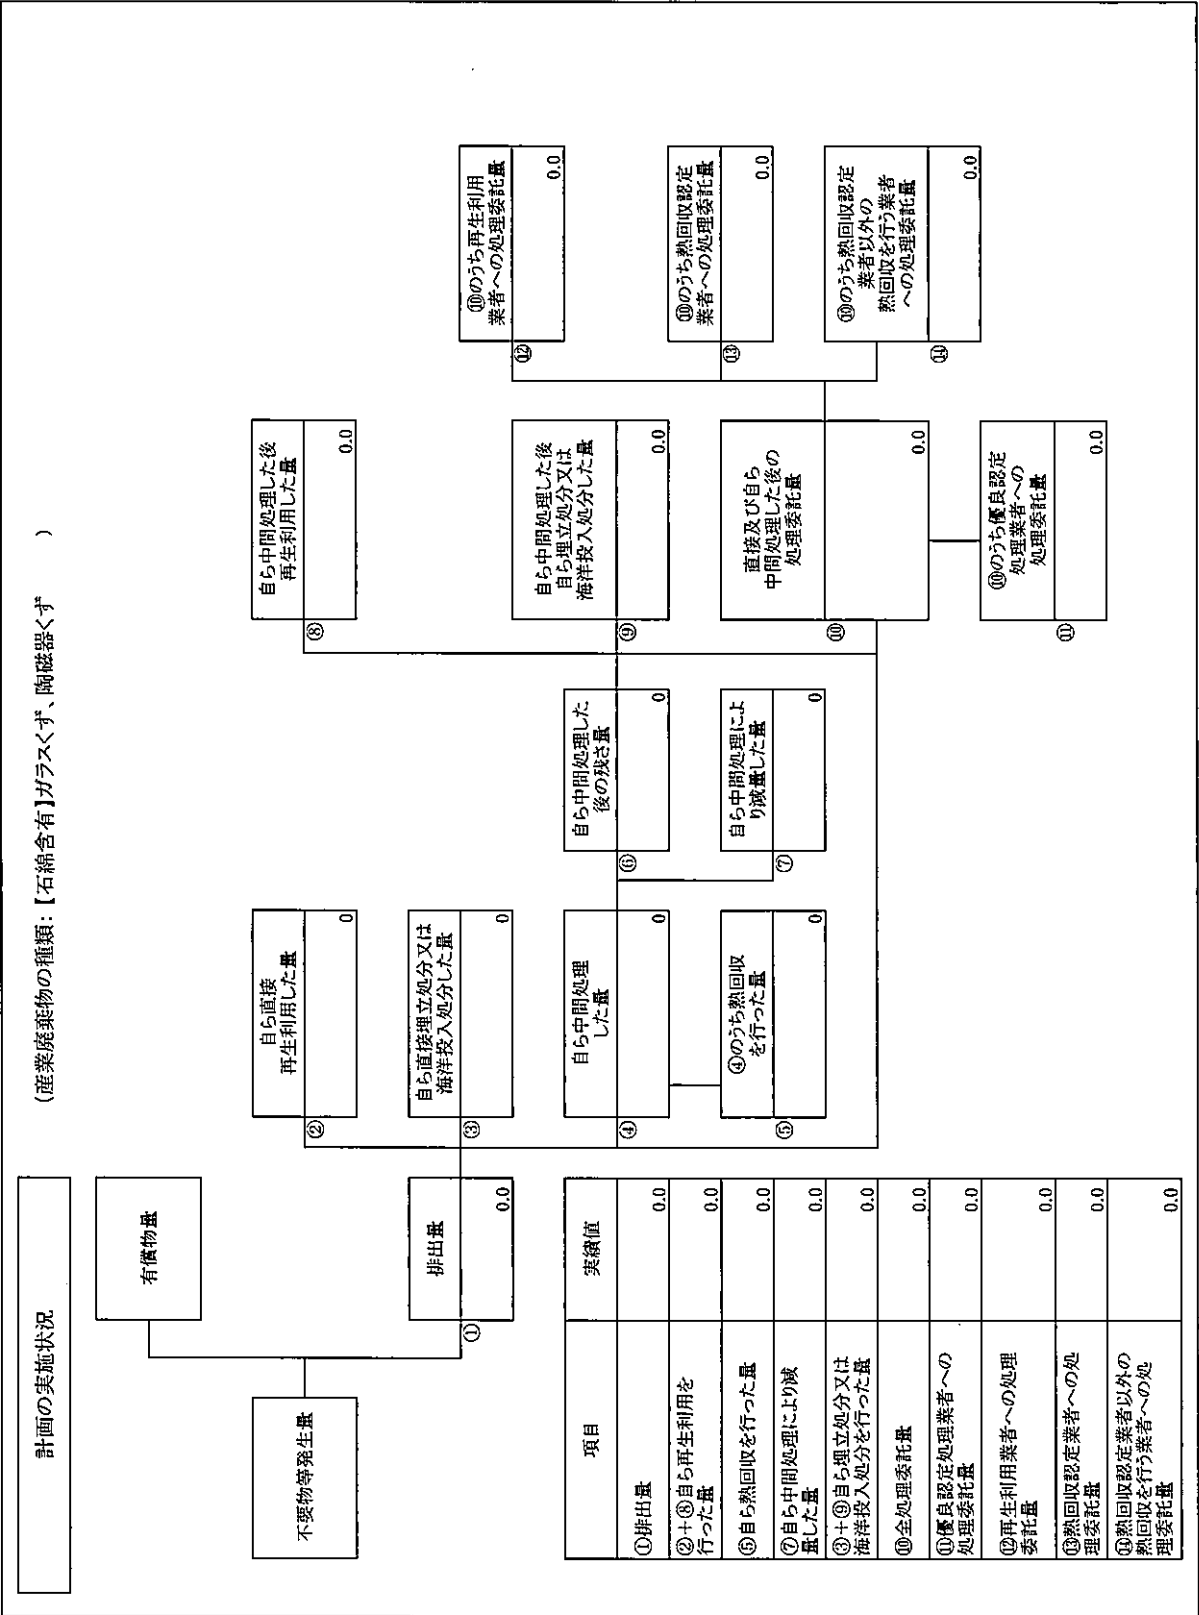 計画の実施状況
(産業廃棄物の種類:【石綿含有】ガラスくず、陶磁器くず )
不要物等発生量
有償物量
①
排出量
0.0
②
自ら直接
再生利用した量
0
③
自ら直接埋立処分又は
海洋投入処分した量
0
④
自ら中間処理
した量
0
⑤
④のうち熱回収
を行った量
0
⑥
自ら中間処理した
後の残さ量
0
⑦
自ら中間処理によ
り減量した量
0
⑧
自ら中間処理した後
再生利用した量
0.0
⑨
自ら中間処理した後
自ら埋立処分又は
海洋投入処分した量
0.0
⑩
直接及び自ら
中間処理した後の
処理委託量
0.0
⑪
⑩のうち優良認定
処理業者への
処理委託量
0.0
⑫
⑩のうち再生利用
業者への処理委託量
0.0
⑬
⑩のうち熱回収認定
業者への処理委託量
0.0
⑭
⑩のうち熱回収認定
業者以外の
熱回収を行う業者
への処理委託量
0.0
項目 実績値
①排出量 0.0
②+⑧自ら再生利用を
行った量 0.0
⑤自ら熱回収を行った量 0.0
⑦自ら中間処理により減
量した量 0.0
③+⑨自ら埋立処分又は
海洋投入処分を行った量 0.0
⑩全処理委託量 0.0
⑪優良認定処理業者への
処理委託量 0.0
⑫再生利用業者への処理
委託量 0.0
⑬熱回収認定業者への処
理委託量 0.0
⑭熱回収認定業者以外の
熱回収を行う業者への処
理委託量 0.0